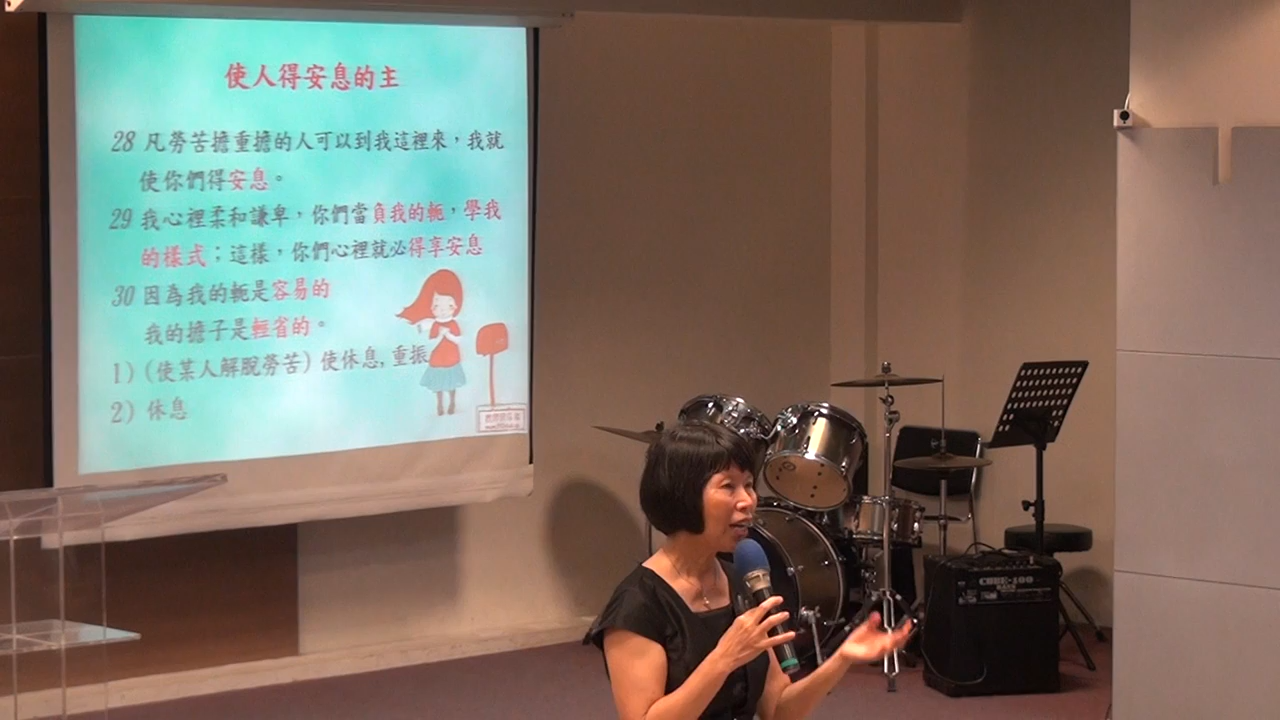 使人得安息的主
28 凡勞苦擔重擔的人可以到我這裡來，我就
使你們得安息。
29 我心裡柔和謙卑，你們當負我的軛，學我
的樣式；這樣，你們心裡就必得享安息
30 因為我的軛是容易的
我的擔子是輕省的。
1) (使某人解脫勞苦) 使休息, 重振
2) 休息
CUBE-100